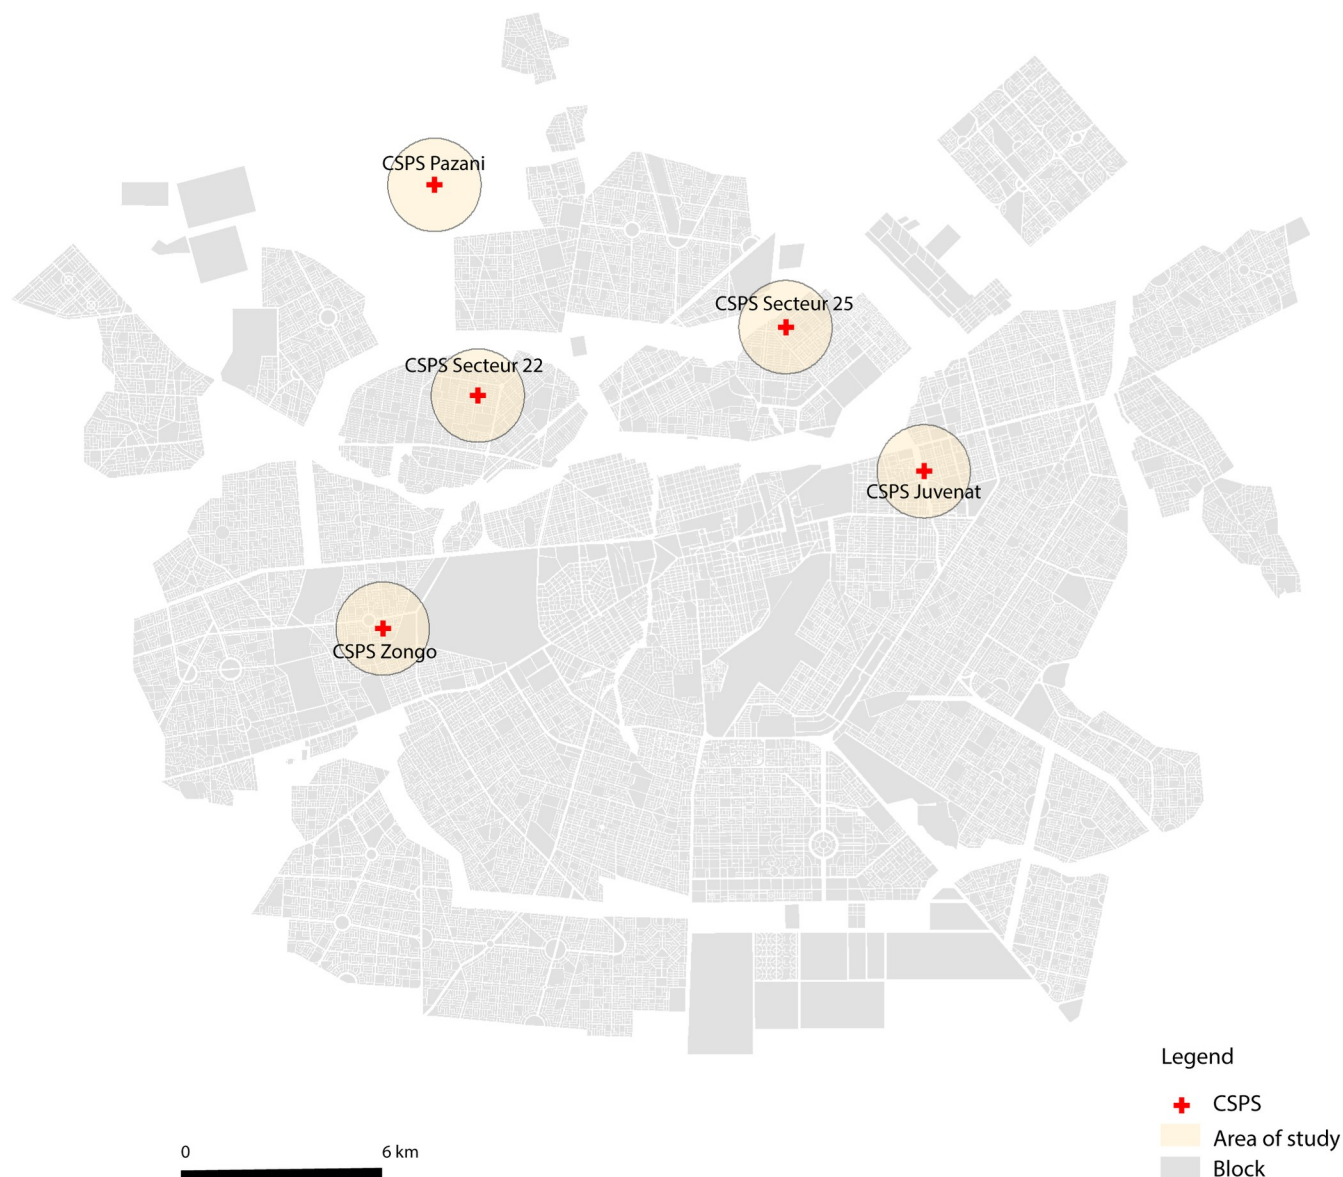 CSPS Pazani
CSPS Secteur 25
CSPS Secteur 22
CSPS Juvenat
CSPS Zongo
Legend
CSPS
Area of study
Block
0 6 km